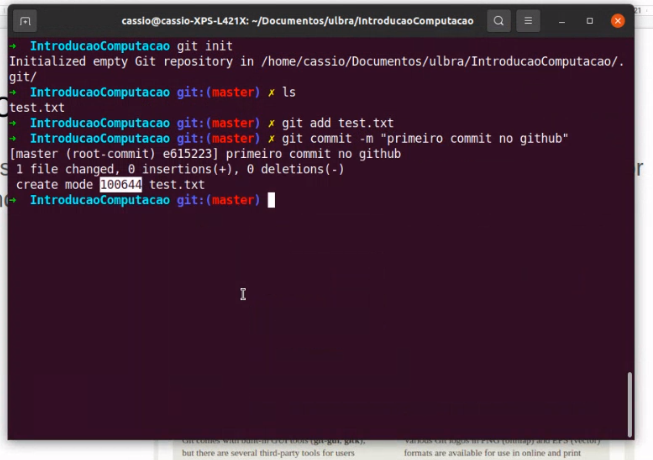 cassio@cassio-XPS-L421X: ~/Documentos/ulbra/IntroducaoComputacao
→ IntroducaoComputacao git init
Initialized empty Git repository in /home/cassio/Documentos/ulbra/IntroducaoComputacao/.
git/
→ IntroducaoComputacao git:(master) ✗ ls
test.txt
→ IntroducaoComputacao git:(master) ✗ git add test.txt
→ IntroducaoComputacao git:(master) ✗ git commit -m "primeiro commit no github"
[master (root-commit) e615223] primeiro commit no github
1 file changed, 0 insertions(+), 0 deletions(-)
create mode 100644 test.txt
→ IntroducaoComputacao git:(master)
Git comes with built-in GUI tools (git-gui, gitk),
but there are several third-party tools for users
various Git logos in PNG (bitmap) and EPS (vector)
formats are available for use in online and print